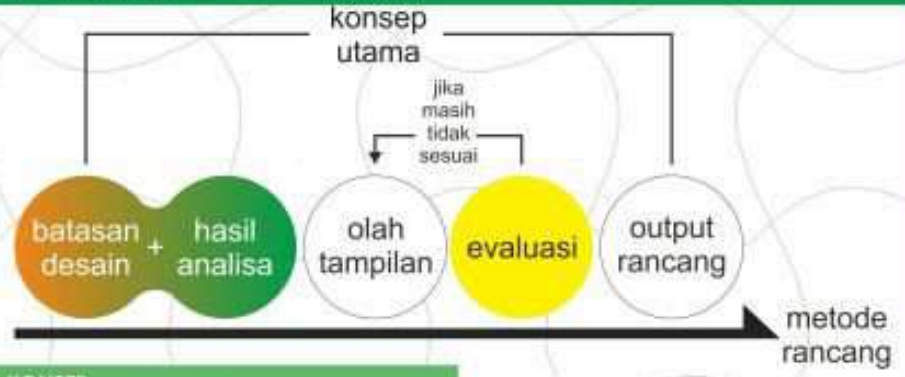 konsep
utama
jika
masih
tidak
sesuai
batasan
desain
+
hasil
analisa
olah
tampilan
evaluasi
output
rancang
metode
rancang